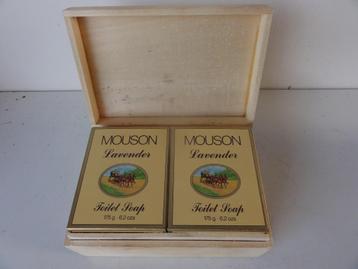 MOUSON
Lavender
Toilet Soap
175 g - 6.2 ozs
MOUSON
Lavender
Toilet Soap
175 g - 6.2 ozs